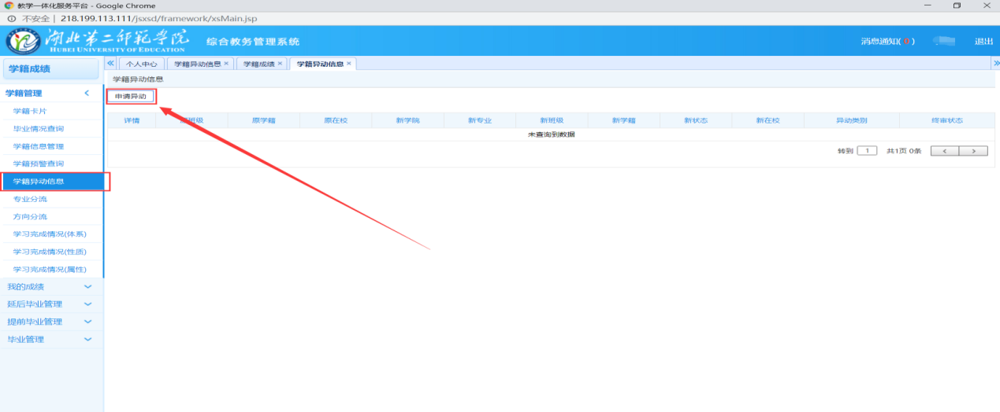 教学一体化服务平台 - Google Chrome
不安全 | 218.199.113.111/jsxsd/framework/xsMain.jsp
湖北第二师范学院 综合教务管理系统 消息通知(0) 退出
HUBEI UNIVERSITY OF EDUCATION
学籍成绩
个人中心 学籍异动信息 × 学籍成绩 × 学籍异动信息 ×
学籍异动信息
学籍管理
申请异动
学籍卡片
详情 原班级 原学籍 原在校 新学院 新专业 新班级 新学籍 新状态 新在校 异动类别 终审状态
毕业情况查询
未查询到数据
学籍信息管理
转到 1 共1页 0条 < >
学籍预警查询
学籍异动信息
专业分流
方向分流
学习完成情况(体系)
学习完成情况(性质)
学习完成情况(属性)
我的成绩
延后毕业管理
提前毕业管理
毕业管理